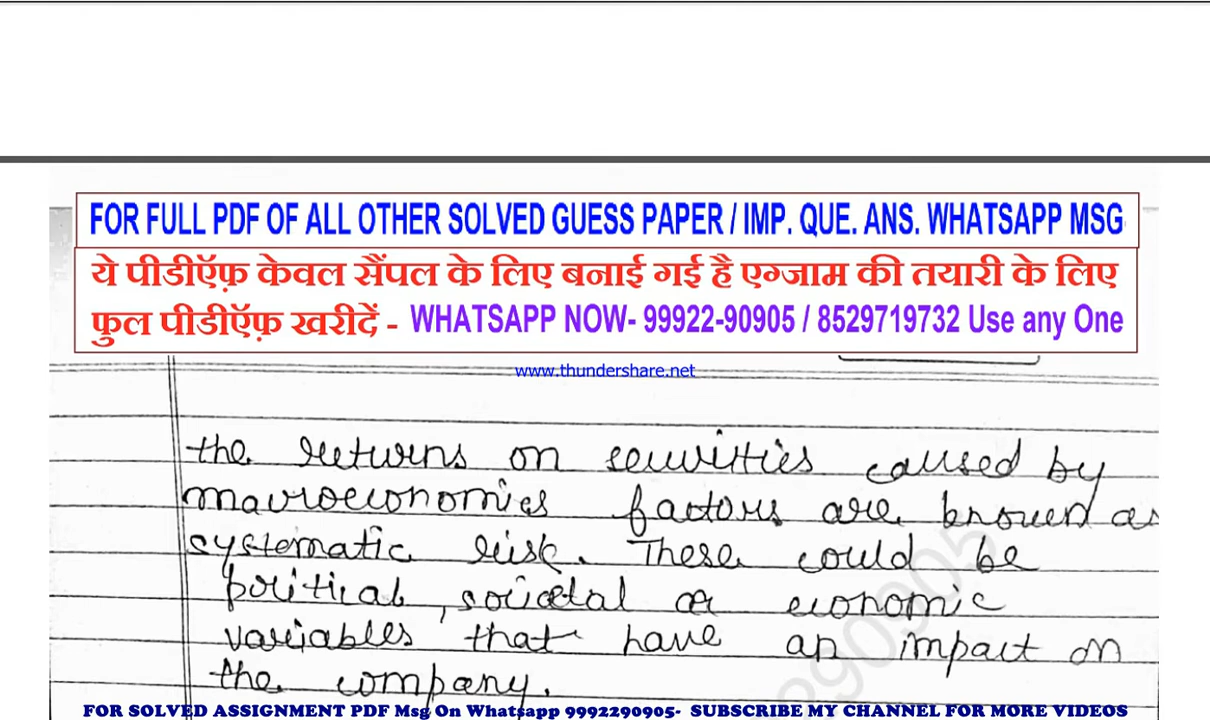 FOR FULL PDF OF ALL OTHER SOLVED GUESS PAPER / IMP. QUE. ANS. WHATSAPP MSG
ये पीडीऍफ़ केवल सैंपल के लिए बनाई गई है एग्जाम की तयारी के लिए
फुल पीडीऍफ़ खरीदें - WHATSAPP NOW- 99922-90905 / 8529719732 Use any One
www.thundershare.net
the returns on securities caused by
macroeconomics factors are known as
systematic risk. These could be
political, societal or economic
variables that have an impact on
the company.
FOR SOLVED ASSIGNMENT PDF Msg On Whatsapp 9992290905- SUBSCRIBE MY CHANNEL FOR MORE VIDEOS